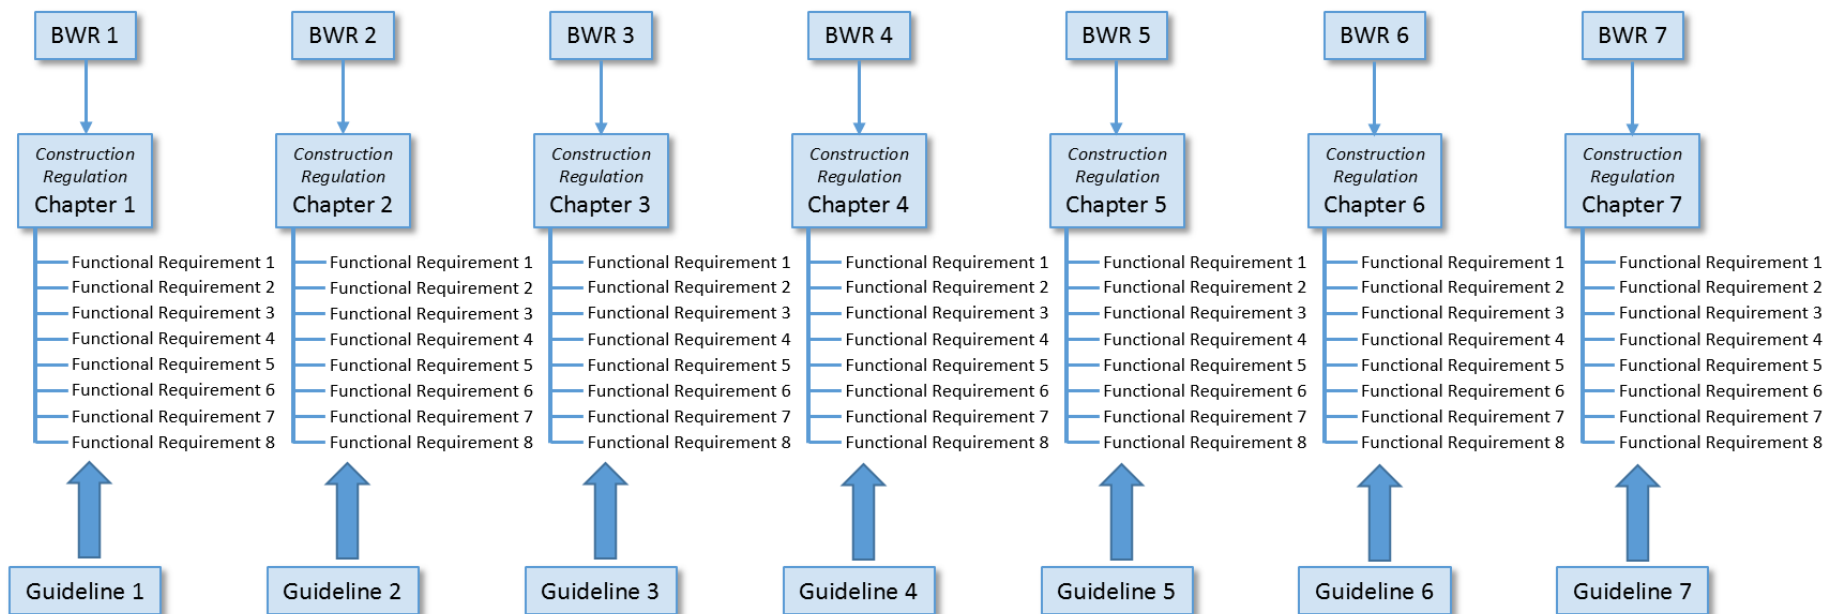 BWR 1
BWR 2
BWR 3
BWR 4
BWR 5
BWR 6
BWR 7
Construction
Regulation
Chapter 1
Construction
Regulation
Chapter 2
Construction
Regulation
Chapter 3
Construction
Regulation
Chapter 4
Construction
Regulation
Chapter 5
Construction
Regulation
Chapter 6
Construction
Regulation
Chapter 7
Functional Requirement 1
Functional Requirement 2
Functional Requirement 3
Functional Requirement 4
Functional Requirement 5
Functional Requirement 6
Functional Requirement 7
Functional Requirement 8
Functional Requirement 1
Functional Requirement 2
Functional Requirement 3
Functional Requirement 4
Functional Requirement 5
Functional Requirement 6
Functional Requirement 7
Functional Requirement 8
Functional Requirement 1
Functional Requirement 2
Functional Requirement 3
Functional Requirement 4
Functional Requirement 5
Functional Requirement 6
Functional Requirement 7
Functional Requirement 8
Functional Requirement 1
Functional Requirement 2
Functional Requirement 3
Functional Requirement 4
Functional Requirement 5
Functional Requirement 6
Functional Requirement 7
Functional Requirement 8
Functional Requirement 1
Functional Requirement 2
Functional Requirement 3
Functional Requirement 4
Functional Requirement 5
Functional Requirement 6
Functional Requirement 7
Functional Requirement 8
Functional Requirement 1
Functional Requirement 2
Functional Requirement 3
Functional Requirement 4
Functional Requirement 5
Functional Requirement 6
Functional Requirement 7
Functional Requirement 8
Functional Requirement 1
Functional Requirement 2
Functional Requirement 3
Functional Requirement 4
Functional Requirement 5
Functional Requirement 6
Functional Requirement 7
Functional Requirement 8
Guideline 1
Guideline 2
Guideline 3
Guideline 4
Guideline 5
Guideline 6
Guideline 7